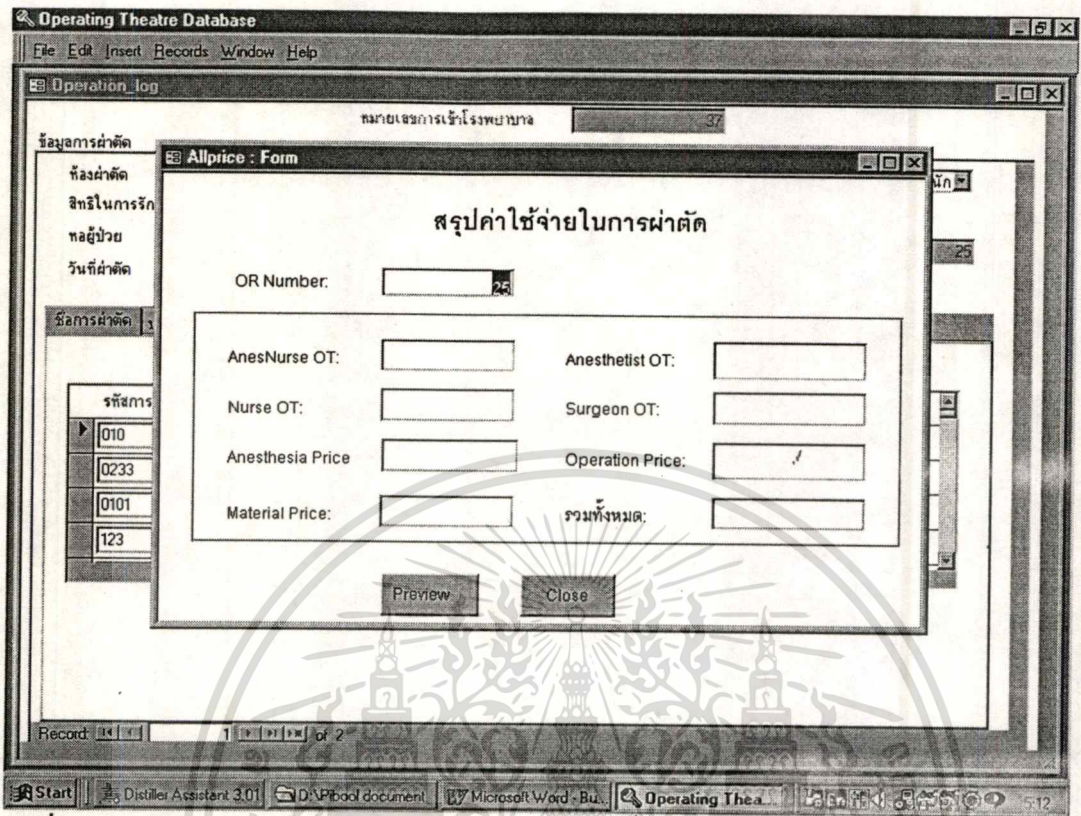 Operating Theatre Database
File Edit Insert Records Window Help
Operation_log
หมายเลขการเข้าโรงพยาบาล 37
ข้อมูลการผ่าตัด
ห้องผ่าตัด
สิทธิในการรัก
หอผู้ป่วย
25
วันที่ผ่าตัด
ชื่อการผ่าตัด
รหัสการ
010
0233
0101
123
Allprice : Form
สรุปค่าใช้จ่ายในการผ่าตัด
OR Number: 25
AnesNurse OT: Anesthetist OT:
Nurse OT: Surgeon OT:
Anesthesia Price Operation Price:
Material Price: รวมทั้งหมด:
Preview Close
Record: 1 of 2
Start Distiller Assistant 3.01 D:\Pibool document Microsoft Word - Bu... Operating Thea... 5:12